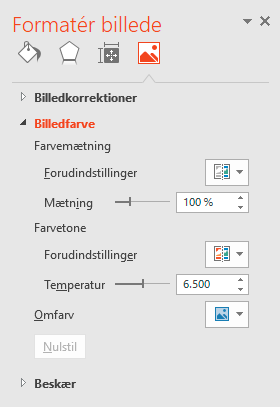 Formatér billede
Billedkorrektioner
Billedfarve
Farvemætning
Forudindstillinger
Mætning 100 %
Farvetone
Forudindstillinger
Temperatur 6.500
Omfarv
Nulstil
Beskær